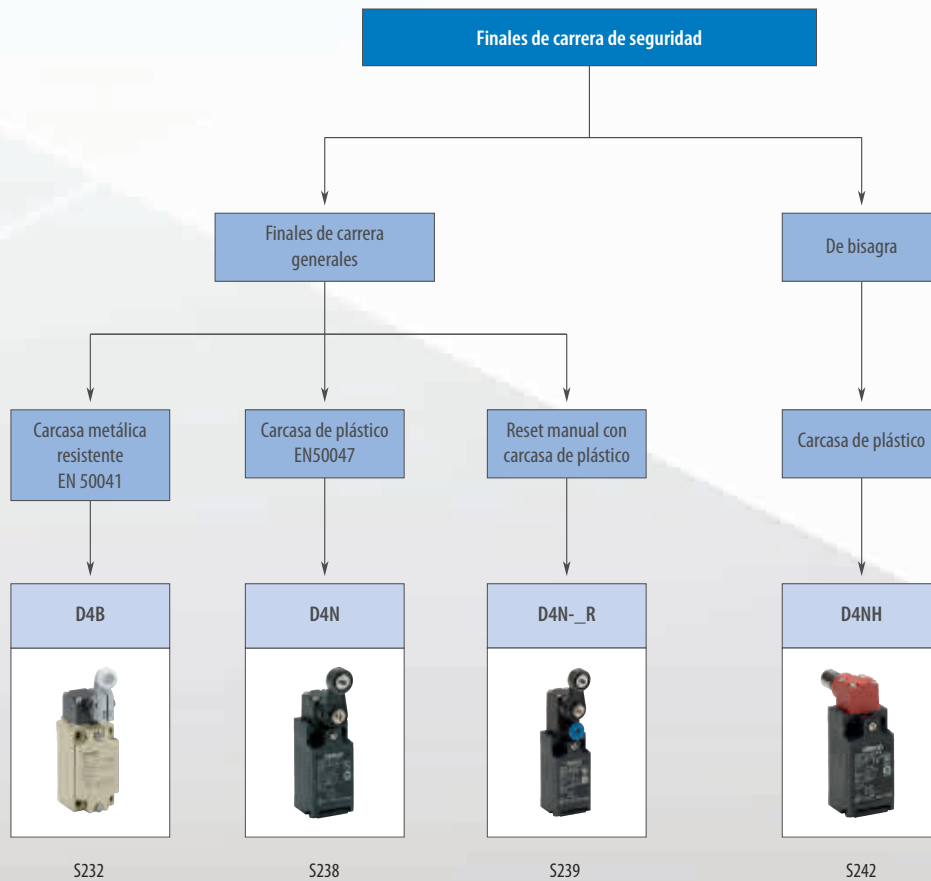 Finales de carrera de seguridad
Finales de carrera
generales
De bisagra
Carcasa metálica
resistente
EN 50041
Carcasa de plástico
EN50047
Reset manual con
carcasa de plástico
Carcasa de plástico
D4B
D4N
D4N-_R
D4NH
S232
S238
S239
S242